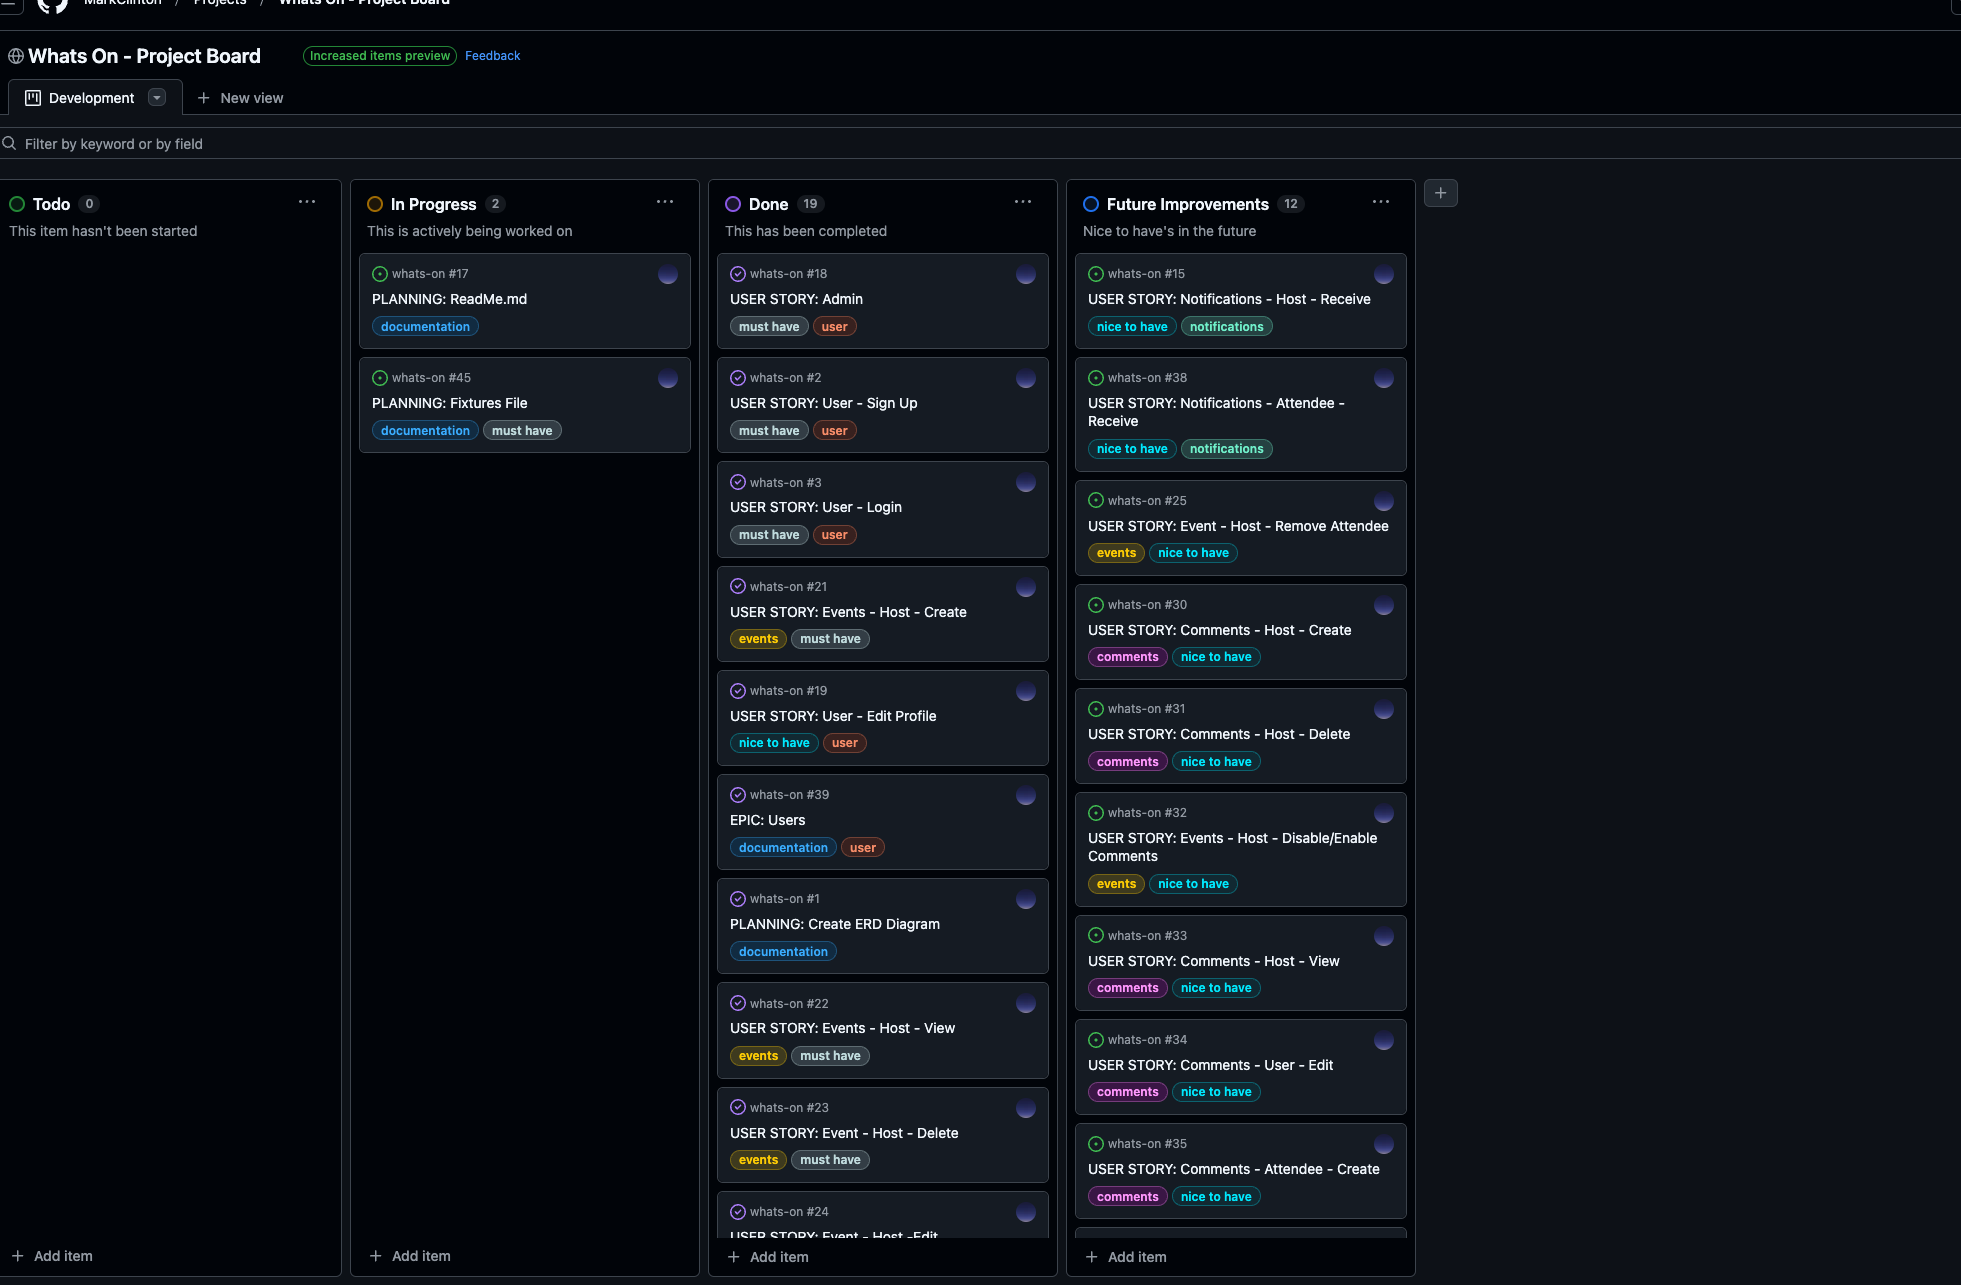 MarkClinton / Projects / Whats On - Project Board
Whats On - Project Board
Increased items preview
Feedback
Development
New view
Filter by keyword or by field
Todo 0
This item hasn't been started
Add item
In Progress 2
This is actively being worked on
whats-on #17
PLANNING: ReadMe.md
documentation
whats-on #45
PLANNING: Fixtures File
documentation must have
Add item
Done 19
This has been completed
whats-on #18
USER STORY: Admin
must have user
whats-on #2
USER STORY: User - Sign Up
must have user
whats-on #3
USER STORY: User - Login
must have user
whats-on #21
USER STORY: Events - Host - Create
events must have
whats-on #19
USER STORY: User - Edit Profile
nice to have user
whats-on #39
EPIC: Users
documentation user
whats-on #1
PLANNING: Create ERD Diagram
documentation
whats-on #22
USER STORY: Events - Host - View
events must have
whats-on #23
USER STORY: Event - Host - Delete
events must have
whats-on #24
USER STORY: Event - Host -Edit
Add item
Future Improvements 12
Nice to have's in the future
whats-on #15
USER STORY: Notifications - Host - Receive
nice to have notifications
whats-on #38
USER STORY: Notifications - Attendee -
Receive
nice to have notifications
whats-on #25
USER STORY: Event - Host - Remove Attendee
events nice to have
whats-on #30
USER STORY: Comments - Host - Create
comments nice to have
whats-on #31
USER STORY: Comments - Host - Delete
comments nice to have
whats-on #32
USER STORY: Events - Host - Disable/Enable
Comments
events nice to have
whats-on #33
USER STORY: Comments - Host - View
comments nice to have
whats-on #34
USER STORY: Comments - User - Edit
comments nice to have
whats-on #35
USER STORY: Comments - Attendee - Create
comments nice to have
Add item